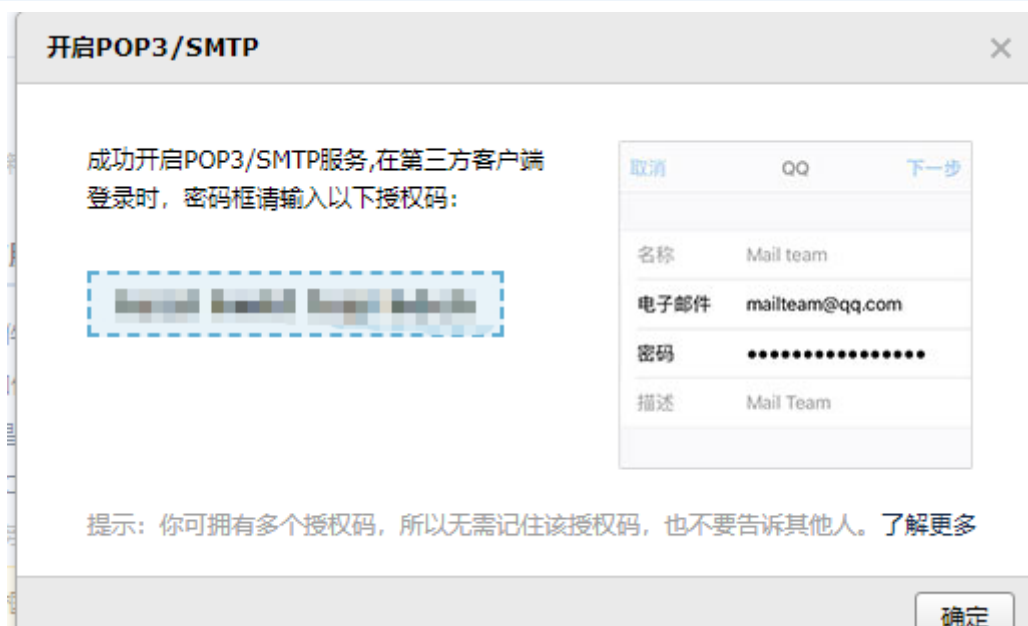 开启POP3/SMTP
成功开启POP3/SMTP服务,在第三方客户端
登录时，密码框请输入以下授权码：
取消 QQ 下一步
名称 Mail team
电子邮件 mailteam@qq.com
密码 ••••••••••••••••
描述 Mail Team
提示：你可拥有多个授权码，所以无需记住该授权码，也不要告诉其他人。了解更多
确定